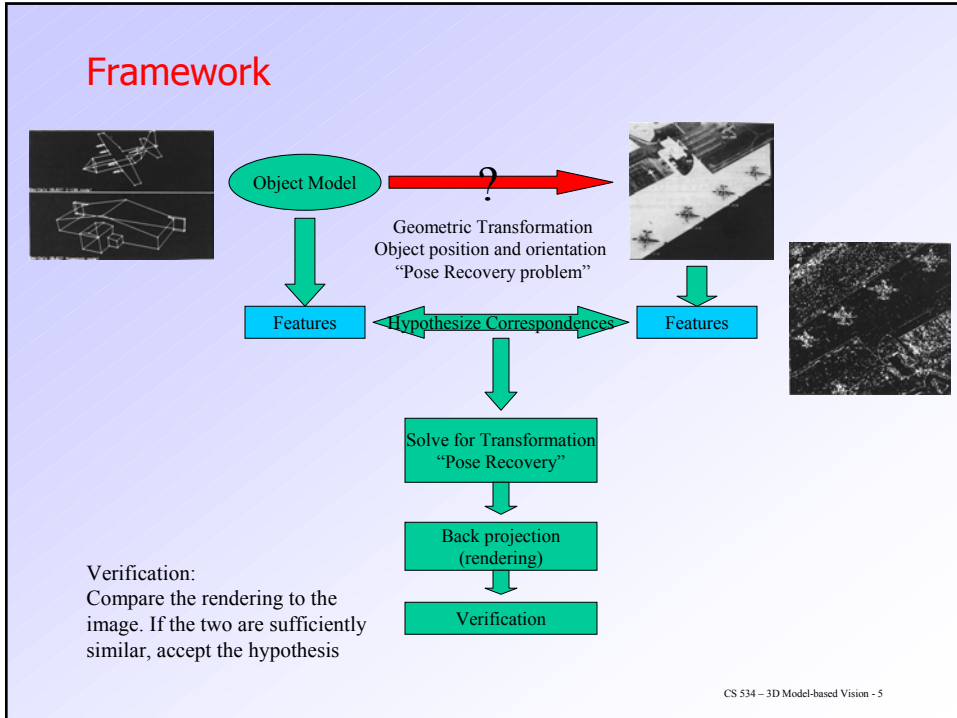 Framework
Object Model
?
Geometric Transformation
Object position and orientation
“Pose Recovery problem”
Features
Hypothesize Correspondences
Features
Solve for Transformation
“Pose Recovery”
Back projection
(rendering)
Verification
Verification:
Compare the rendering to the
image. If the two are sufficiently
similar, accept the hypothesis
CS 534 – 3D Model-based Vision - 5